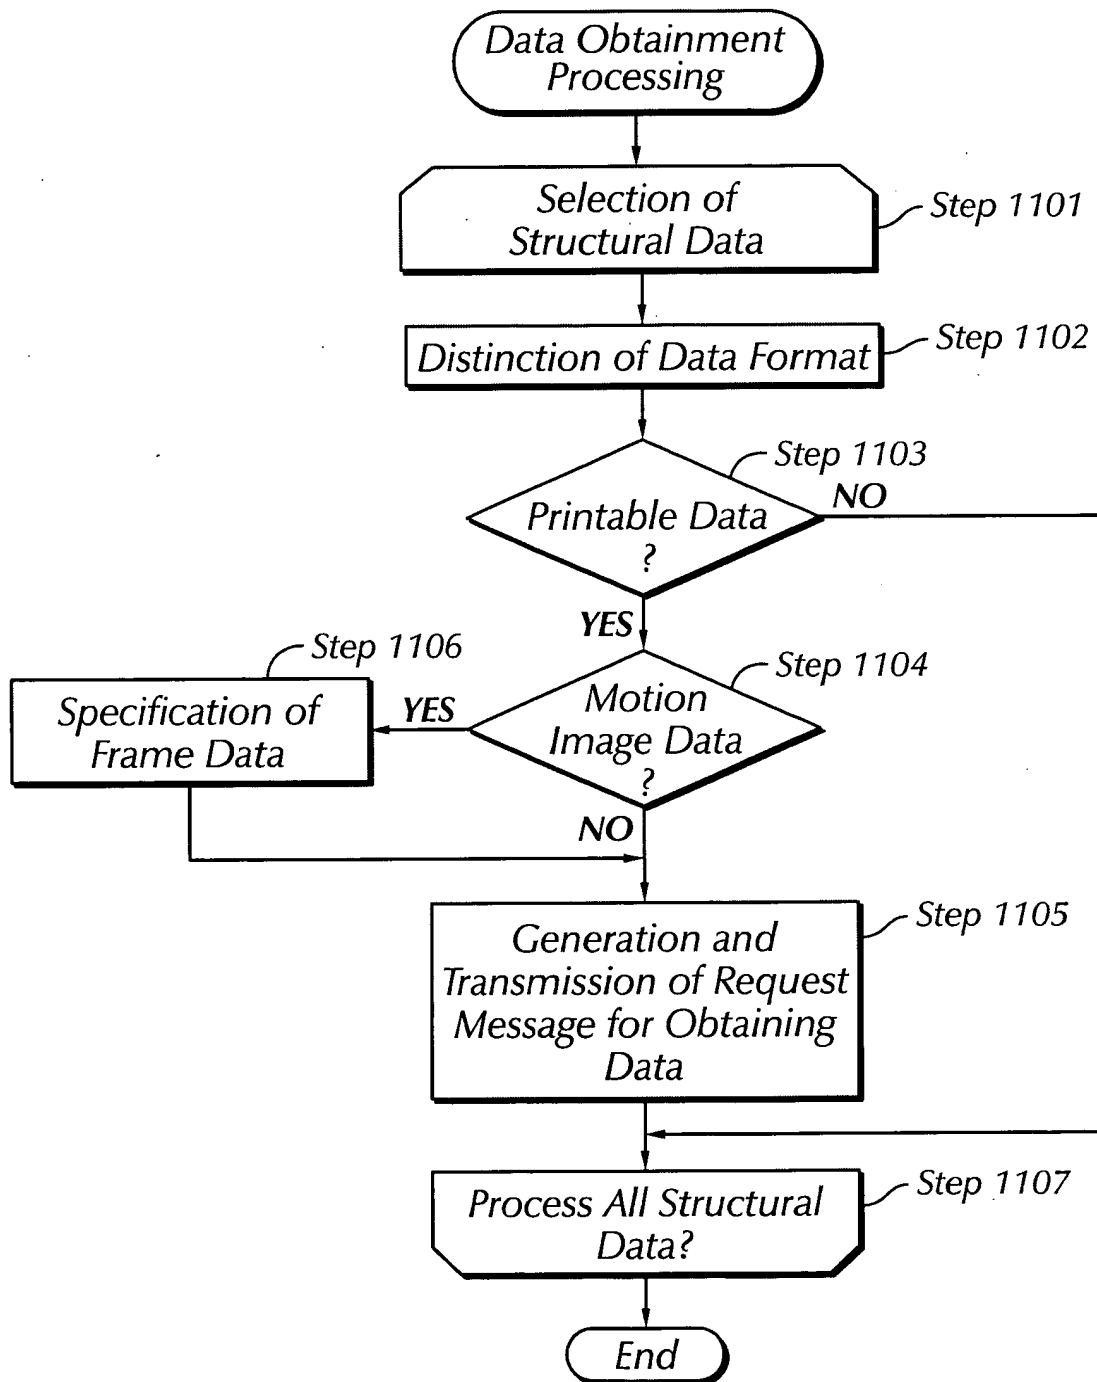 Data Obtainment
Processing
Selection of
Structural Data
Step 1101
Distinction of Data Format
Step 1102
Step 1103
Printable Data
?
NO
YES
Step 1106
Step 1104
Specification of
Frame Data
YES
Motion
Image Data
?
NO
Generation and
Transmission of Request
Message for Obtaining
Data
Step 1105
Process All Structural
Data?
Step 1107
End